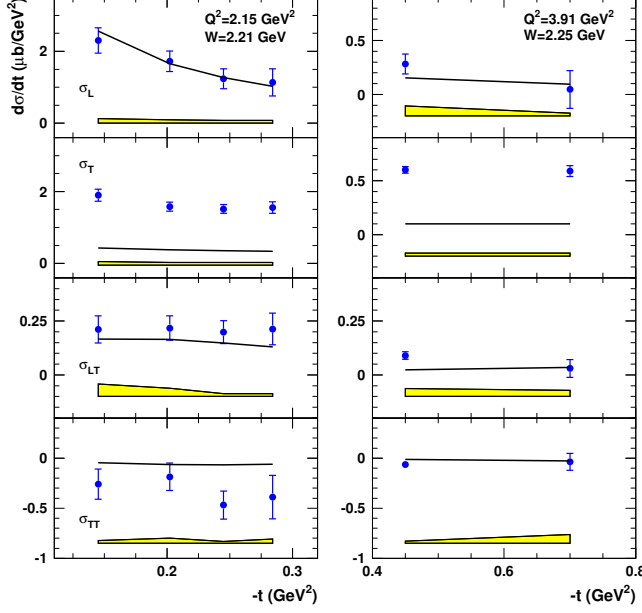 dσ/dt (μb/GeV²)
Q²=2.15 GeV²
W=2.21 GeV
Q²=3.91 GeV²
W=2.25 GeV
2
σL
0
0.5
0
σT
2
0
0.5
0
0.25
0
σLT
0.25
0
0
-0.5
σTT
-1
0
-0.5
-1
0.2
0.3
0.4
0.6
0.8
-t (GeV²)
-t (GeV²)